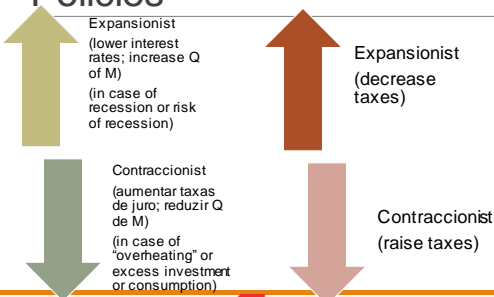 Expansionist
(lower interest
rates; increase Q
of M)
(in case of
recession or risk
of recession)
Contraccionist
(aumentar taxas
de juro; reduzir Q
de M)
(in case of
“overheating” or
excess investment
or consumption)
Expansionist
(decrease
taxes)
Contraccionist
(raise taxes)